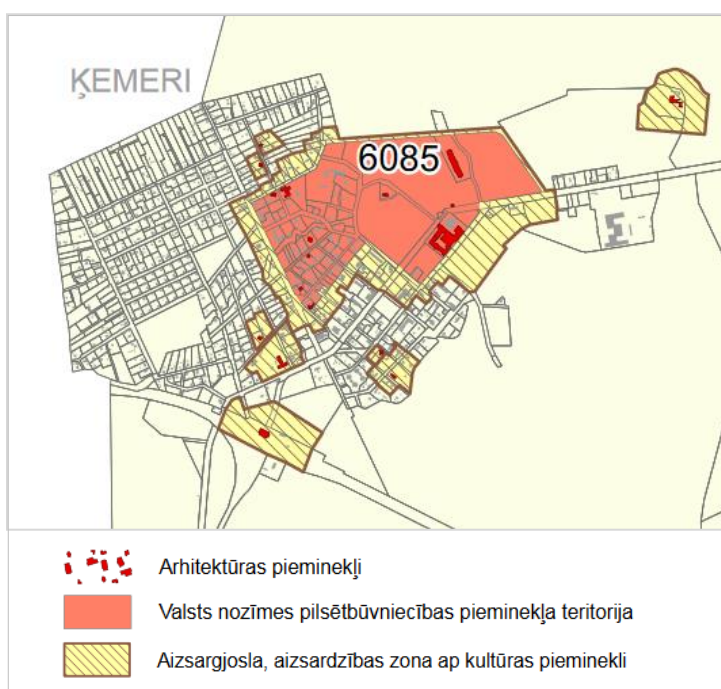 ĶEMERI
6085
Arhitektūras pieminekļi
Valsts nozīmes pilsētbūvniecības pieminekļa teritorija
Aizsargjosla, aizsardzības zona ap kultūras pieminekli